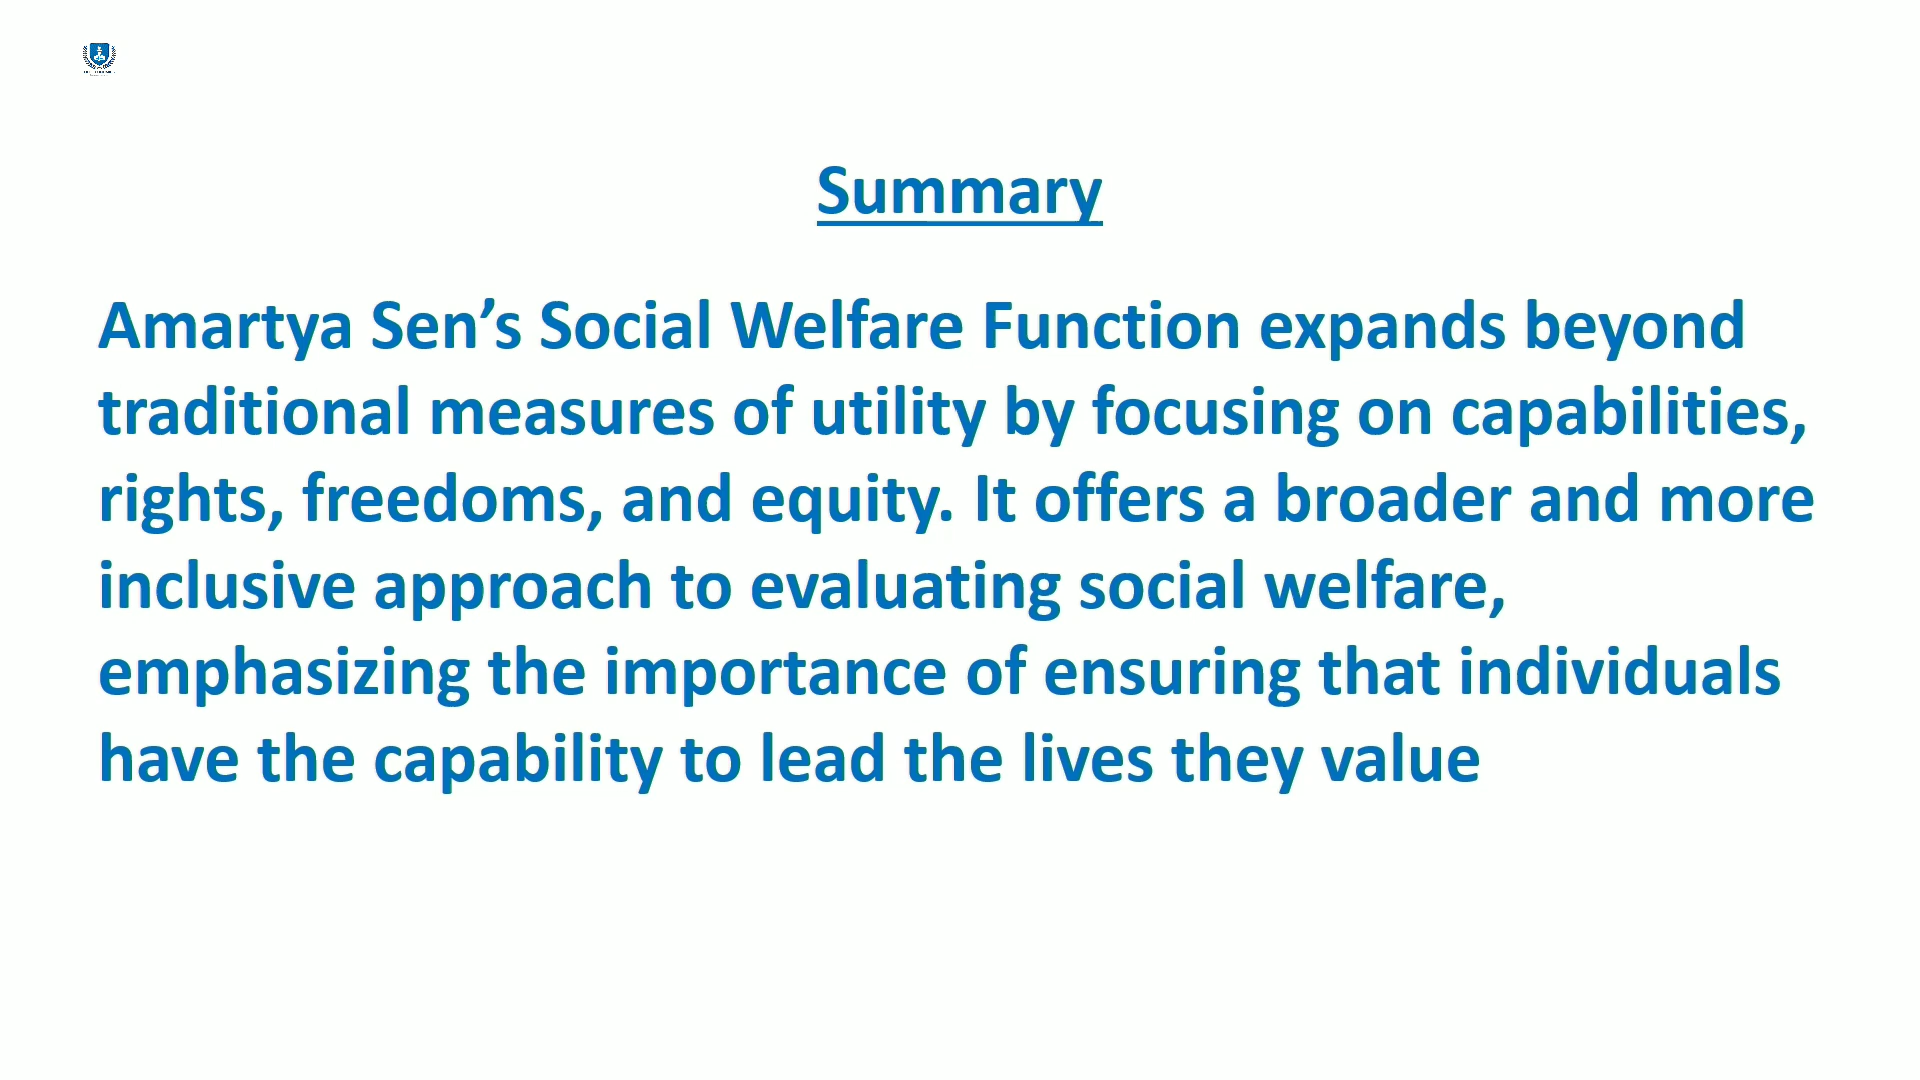 Summary
Amartya Sen’s Social Welfare Function expands beyond
traditional measures of utility by focusing on capabilities,
rights, freedoms, and equity. It offers a broader and more
inclusive approach to evaluating social welfare,
emphasizing the importance of ensuring that individuals
have the capability to lead the lives they value